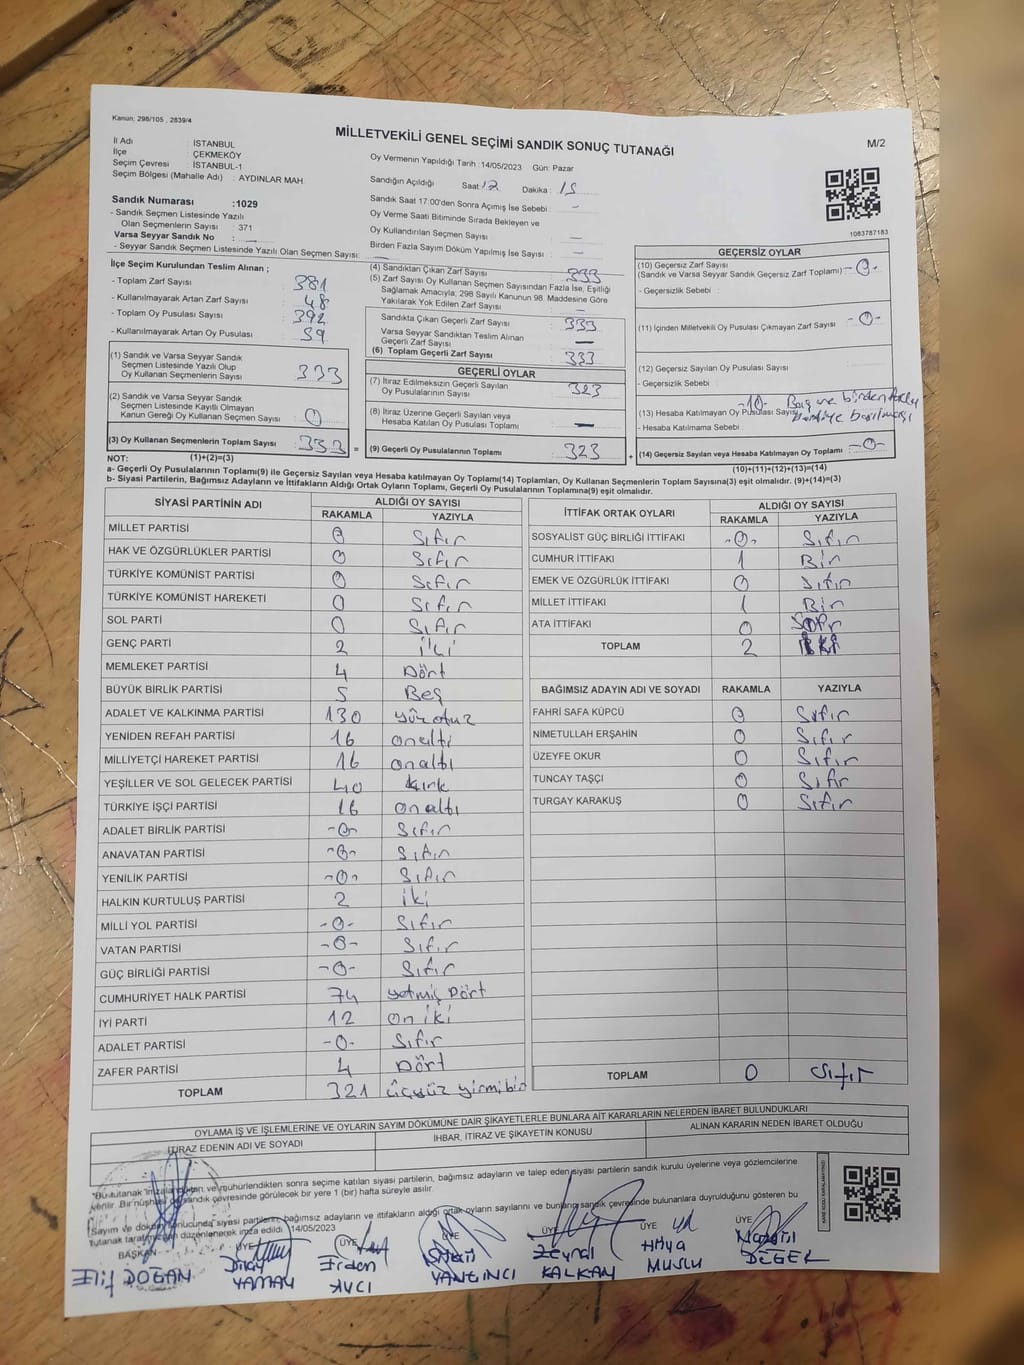 Kanun: 298/105 , 2839/4
MİLLETVEKİLİ GENEL SEÇİMİ SANDIK SONUÇ TUTANAĞI
M/2
İl Adı : İSTANBUL
İlçe : ÇEKMEKÖY
Seçim Çevresi : İSTANBUL-1
Seçim Bölgesi (Mahalle Adı) : AYDINLAR MAH.
Oy Vermenin Yapıldığı Tarih : 14/05/2023 Gün: Pazar
Sandığın Açıldığı Saat : 17 Dakika : 15
Sandık Saat 17:00'den Sonra Açımış İse Sebebi : -
Oy Verme Saati Bitiminde Sırada Bekleyen ve
Oy Kullandırılan Seçmen Sayısı : -
Birden Fazla Sayım Döküm Yapılmış İse Sayısı : -
1083787183
Sandık Numarası :1029
- Sandık Seçmen Listesinde Yazılı
Olan Seçmenlerin Sayısı : 371
Varsa Seyyar Sandık No : -
- Seyyar Sandık Seçmen Listesinde Yazılı Olan Seçmen Sayısı: -
İlçe Seçim Kurulundan Teslim Alınan ;
- Toplam Zarf Sayısı : 381
- Kullanılmayarak Artan Zarf Sayısı : 48
- Toplam Oy Pusulası Sayısı : 392
- Kullanılmayarak Artan Oy Pusulası : 59
(1) Sandık ve Varsa Seyyar Sandık
Seçmen Listesinde Yazılı Olup
Oy Kullanan Seçmenlerin Sayısı : 333
(2) Sandık ve Varsa Seyyar Sandık
Seçmen Listesinde Kayıtlı Olmayan
Kanun Gereği Oy Kullanan Seçmen Sayısı : 0
(3) Oy Kullanan Seçmenlerin Toplam Sayısı : 333
(4) Sandıktan Çıkan Zarf Sayısı : 333
(5) Zarf Sayısı Oy Kullanan Seçmen Sayısından Fazla İse, Eşitliği
Sağlamak Amacıyla; 298 Sayılı Kanunun 98. Maddesine Göre
Yakılarak Yok Edilen Zarf Sayısı : -
Sandıkta Çıkan Geçerli Zarf Sayısı : 333
Varsa Seyyar Sandıktan Teslim Alınan
Geçerli Zarf Sayısı : -
(6) Toplam Geçerli Zarf Sayısı : 333
GEÇERLİ OYLAR
(7) İtiraz Edilmeksizin Geçerli Sayılan
Oy Pusulalarının Sayısı : 323
(8) İtiraz Üzerine Geçerli Sayılan veya
Hesaba Katılan Oy Pusulası Toplamı : -
= (9) Geçerli Oy Pusulalarının Toplamı : 323
GEÇERSİZ OYLAR
(10) Geçersiz Zarf Sayısı
(Sandık ve Varsa Seyyar Sandık Geçersiz Zarf Toplamı) -0-
- Geçersizlik Sebebi :
(11) İçinden Milletvekili Oy Pusulası Çıkmayan Zarf Sayısı : -0-
(12) Geçersiz Sayılan Oy Pusulası Sayısı
- Geçersizlik Sebebi :
(13) Hesaba Katılmayan Oy Pusulası Sayısı -10- Boş ve birden fazla
- Hesaba Katılmama Sebebi : basılması
+ (14) Geçersiz Sayılan veya Hesaba Katılmayan Oy Toplamı : -0-
NOT: (1)+(2)=(3)
(10)+(11)+(12)+(13)=(14)
a- Geçerli Oy Pusulalarının Toplamı(9) ile Geçersiz Sayılan veya Hesaba Katılmayan Oy Toplamı(14) Toplamları, Oy Kullanan Seçmenlerin Toplam Sayısına(3) eşit olmalıdır. (9)+(14)=(3)
b- Siyasi Partilerin, Bağımsız Adayların ve İttifakların Aldığı Ortak Oyların Toplamı, Geçerli Oy Pusulalarının Toplamına(9) eşit olmalıdır.
SİYASİ PARTİNİN ADI ALDIĞI OY SAYISI
RAKAMLA YAZIYLA
MİLLET PARTİSİ 0 Sıfır
HAK VE ÖZGÜRLÜKLER PARTİSİ 0 Sıfır
TÜRKİYE KOMÜNİST PARTİSİ 0 Sıfır
TÜRKİYE KOMÜNİST HAREKETİ 0 Sıfır
SOL PARTİ 0 Sıfır
GENÇ PARTİ 2 iki
MEMLEKET PARTİSİ 4 Dört
BÜYÜK BİRLİK PARTİSİ 5 Beş
ADALET VE KALKINMA PARTİSİ 130 yüz otuz
YENİDEN REFAH PARTİSİ 16 onaltı
MİLLİYETÇİ HAREKET PARTİSİ 16 onaltı
YEŞİLLER VE SOL GELECEK PARTİSİ 40 kırk
TÜRKİYE İŞÇİ PARTİSİ 16 onaltı
ADALET BİRLİK PARTİSİ -0- Sıfır
ANAVATAN PARTİSİ -0- Sıfır
YENİLİK PARTİSİ -0- Sıfır
HALKIN KURTULUŞ PARTİSİ 2 iki
MİLLİ YOL PARTİSİ -0- Sıfır
VATAN PARTİSİ -0- Sıfır
GÜÇ BİRLİĞİ PARTİSİ -0- Sıfır
CUMHURİYET HALK PARTİSİ 74 yetmiş Dört
İYİ PARTİ 12 on iki
ADALET PARTİSİ -0- Sıfır
ZAFER PARTİSİ 4 Dört
TOPLAM 321 üçyüz yirmibir
İTTİFAK ORTAK OYLARI ALDIĞI OY SAYISI
RAKAMLA YAZIYLA
SOSYALİST GÜÇ BİRLİĞİ İTTİFAKI -0- Sıfır
CUMHUR İTTİFAKI 1 Bir
EMEK VE ÖZGÜRLÜK İTTİFAKI 0 Sıfır
MİLLET İTTİFAKI 1 Bir
ATA İTTİFAKI 0 Sıfır
TOPLAM 2 İki
BAĞIMSIZ ADAYIN ADI VE SOYADI RAKAMLA YAZIYLA
FAHRİ SAFA KÜPCÜ 0 Sıfır
NİMETULLAH ERŞAHİN 0 Sıfır
ÜZEYFE OKUR 0 Sıfır
TUNCAY TAŞÇI 0 Sıfır
TURGAY KARAKUŞ 0 Sıfır
TOPLAM 0 Sıfır
OYLAMA İŞ VE İŞLEMLERİNE VE OYLARIN SAYIM DÖKÜMÜNE DAİR ŞİKAYETLERLE BUNLARA AİT KARARLARIN NELERDEN İBARET BULUNDUKLARI
İTİRAZ EDENİN ADI VE SOYADI İHBAR, İTİRAZ VE ŞİKAYETİN KONUSU ALINAN KARARIN NEDEN İBARET OLDUĞU
"Bu tutanak imzalandıktan ve mühürlendikten sonra seçime katılan siyasi partilerin, bağımsız adayların ve talep eden siyasi partilerin sandık kurulu üyelerine veya gözlemcilerine
verilir. Bir nüshası da sandık çevresinde görülecek bir yere 1 (bir) hafta süreyle asılır.
Sayım ve döküm sonucunda siyasi partilerin, bağımsız adayların ve ittifakların aldığı ortak oyların sayılarını ve bunların sandık çevresinde bulunanlara duyrulduğunu gösteren bu
tutanak tarafımızdan düzenlenerek imza edildi. 14/05/2023
BAŞKAN ÜYE ÜYE ÜYE ÜYE ÜYE ÜYE
Elif DOĞAN
Dilay YAMAN
Erden AVCI
YANGINCI
Zeynal KALKAN
Hülya MUSLU
DEĞER